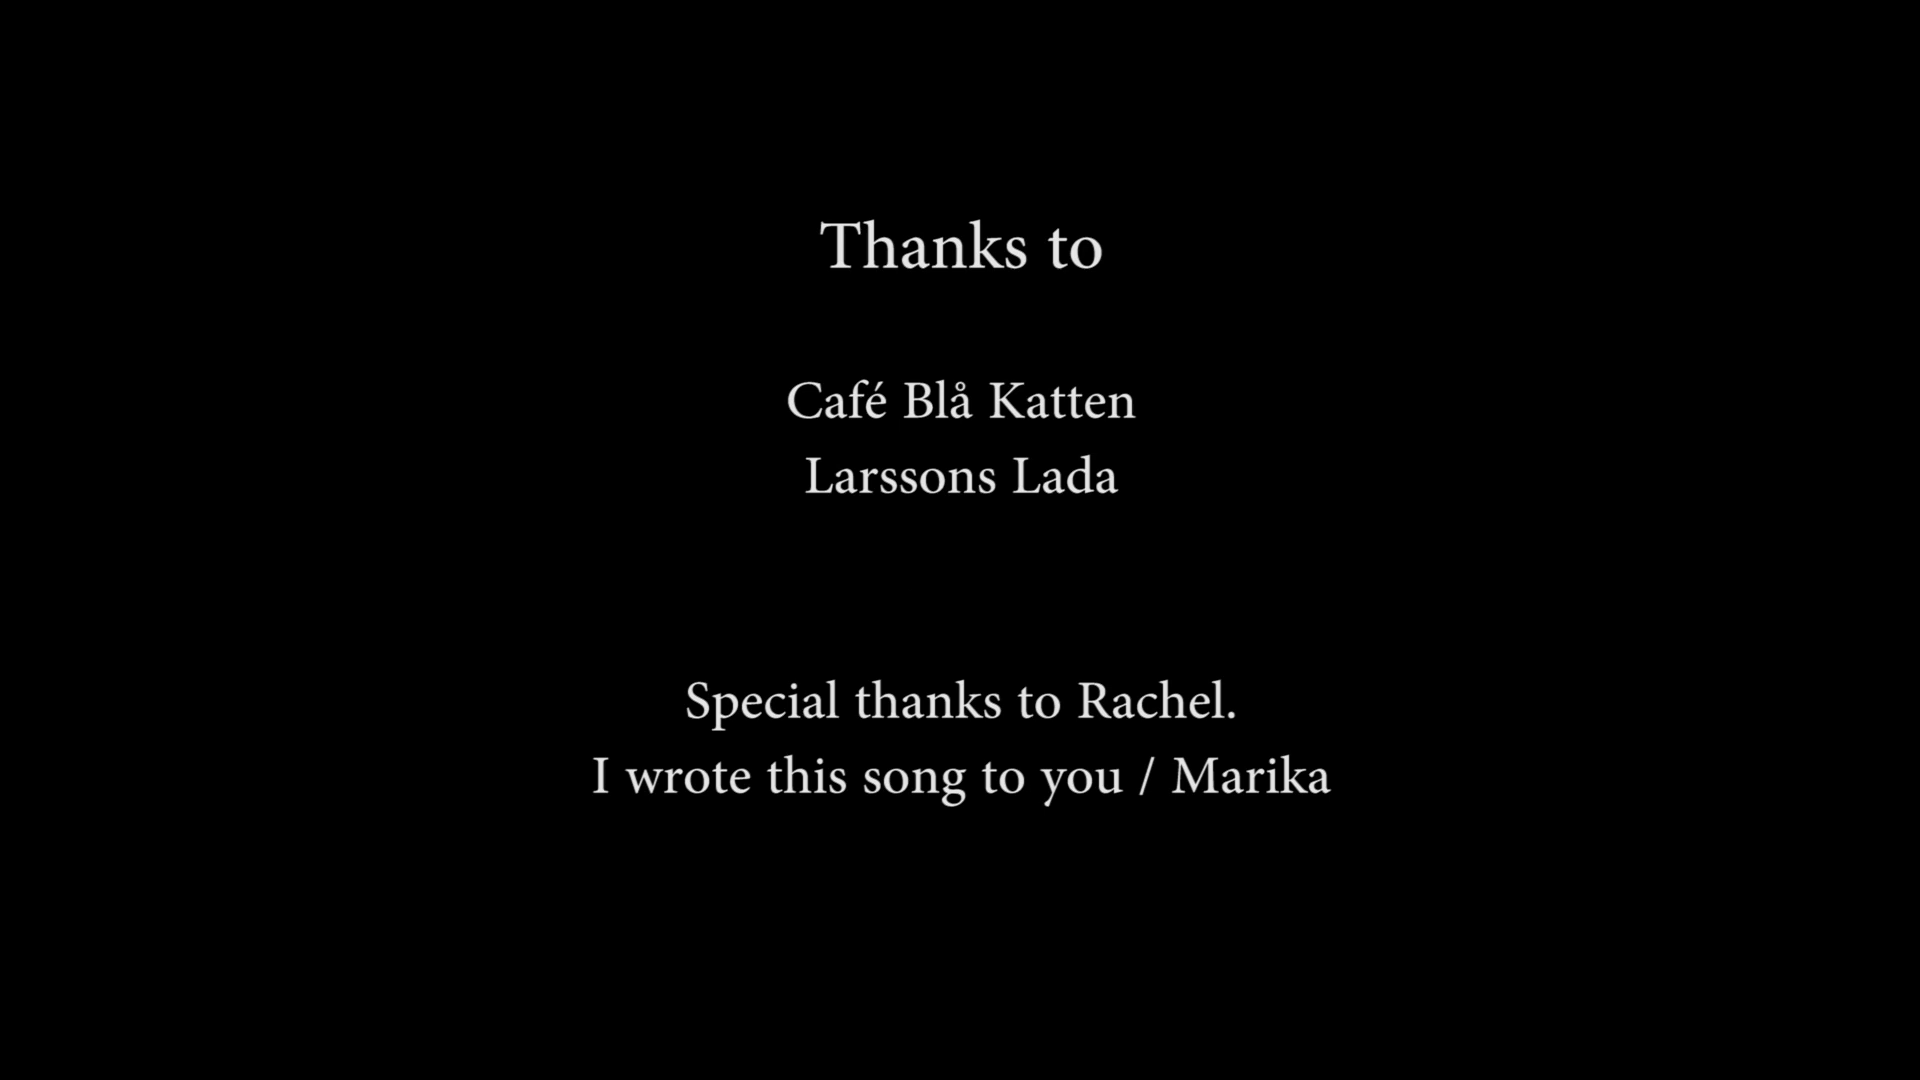 Thanks to
Café Blå Katten
Larssons Lada
Special thanks to Rachel.
I wrote this song to you / Marika